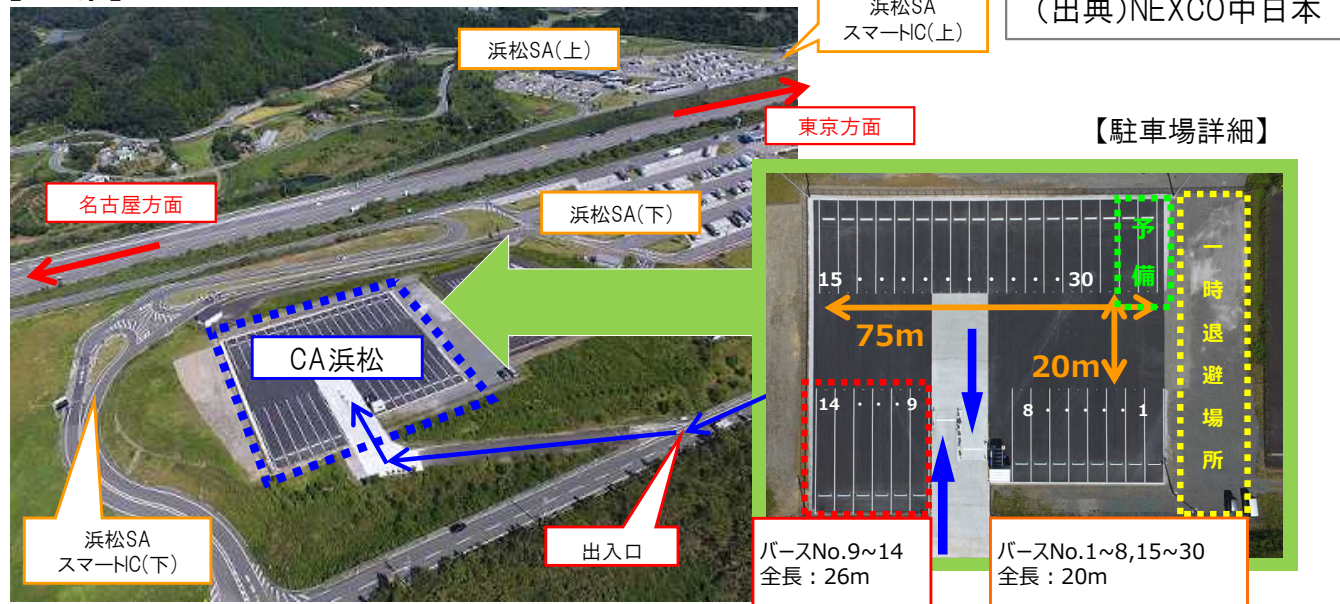 浜松SA
スマートIC(上)
(出典)NEXCO中日本
浜松SA(上)
東京方面
【駐車場詳細】
名古屋方面
浜松SA(下)
CA浜松
浜松SA
スマートIC(下)
出入口
予備
一時退避場所
15・・・・・・・・・30
75m
20m
14・・・9
8・・・・・1
バースNo.9~14
全長：26m
バースNo.1~8,15~30
全長：20m